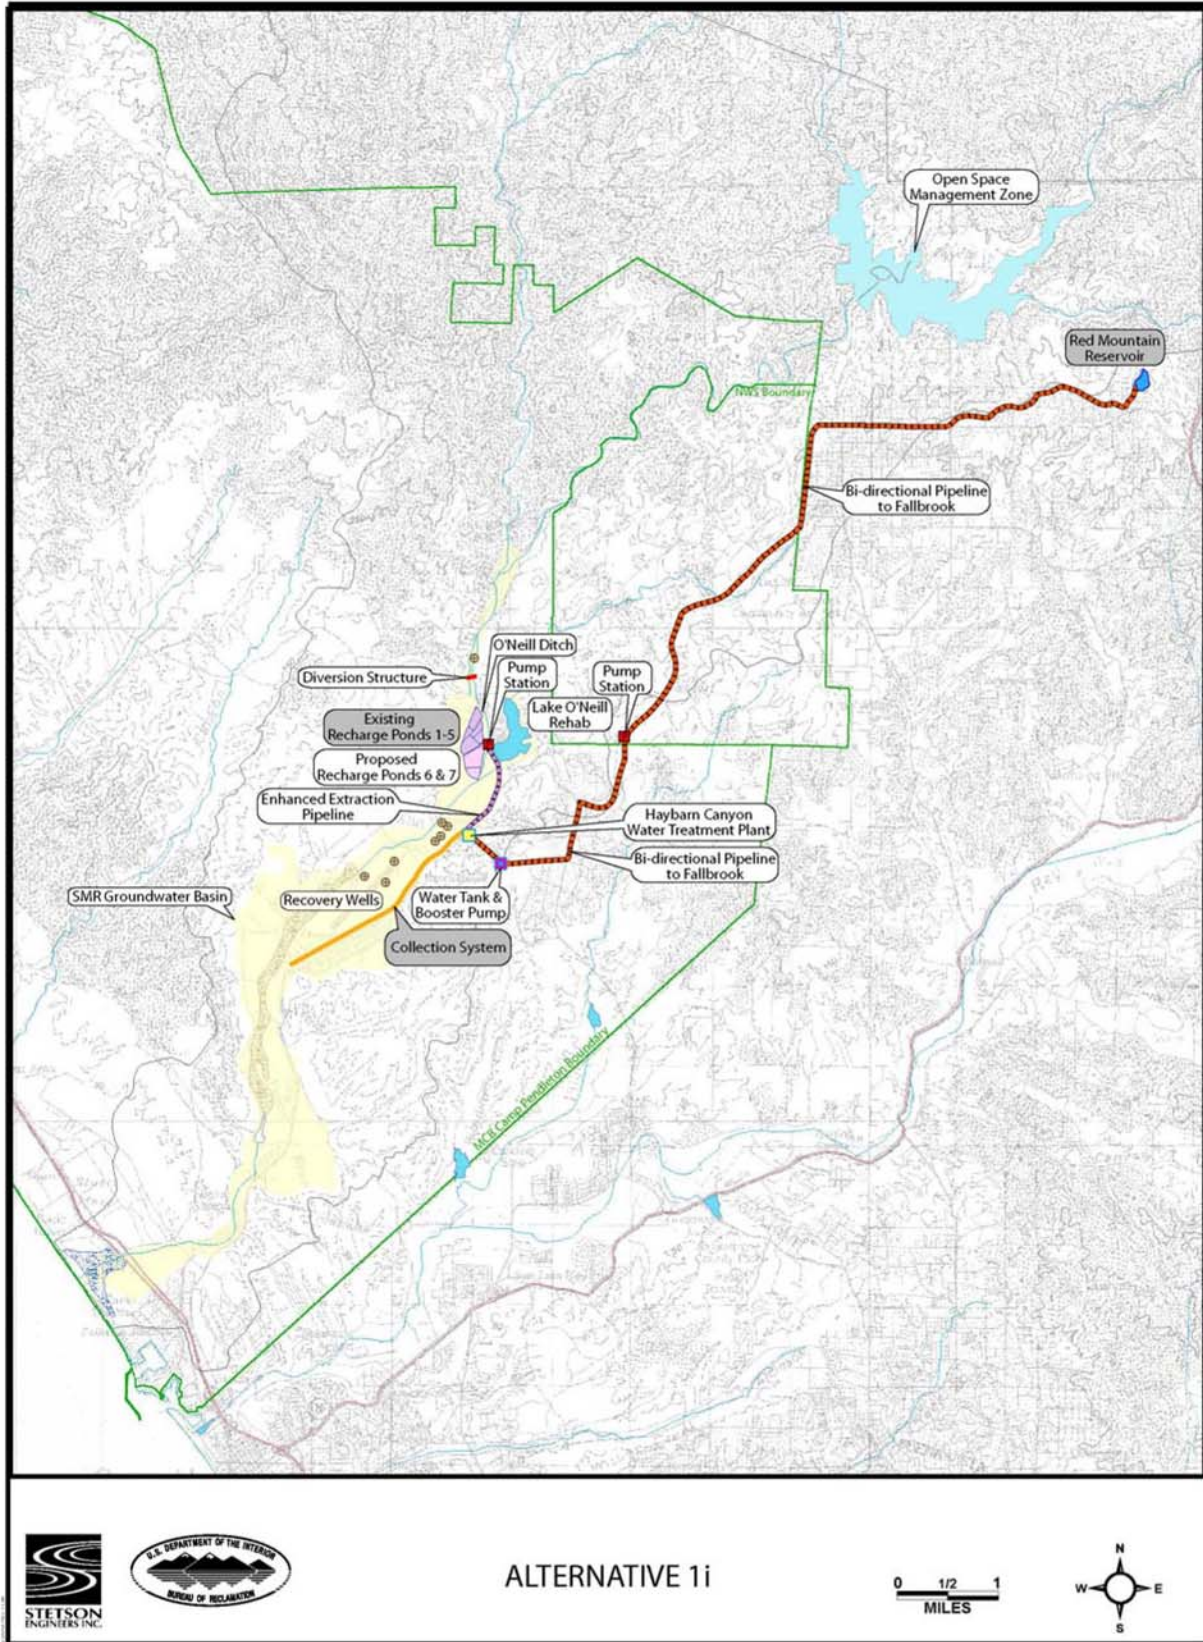 Open Space
Management Zone
Red Mountain
Reservoir
NWS Boundary
Bi-directional Pipeline
to Fallbrook
O'Neill Ditch
Diversion Structure
Pump
Station
Pump
Station
Lake O'Neill
Rehab
Existing
Recharge Ponds 1-5
Proposed
Recharge Ponds 6 & 7
Enhanced Extraction
Pipeline
Haybarn Canyon
Water Treatment Plant
Bi-directional Pipeline
to Fallbrook
SMR Groundwater Basin
Recovery Wells
Water Tank &
Booster Pump
Collection System
MCB Camp Pendleton Boundary
STETSON
ENGINEERS INC.
U.S. DEPARTMENT OF THE INTERIOR
BUREAU OF RECLAMATION
ALTERNATIVE 1i
0 1/2 1
MILES
N
W E
S